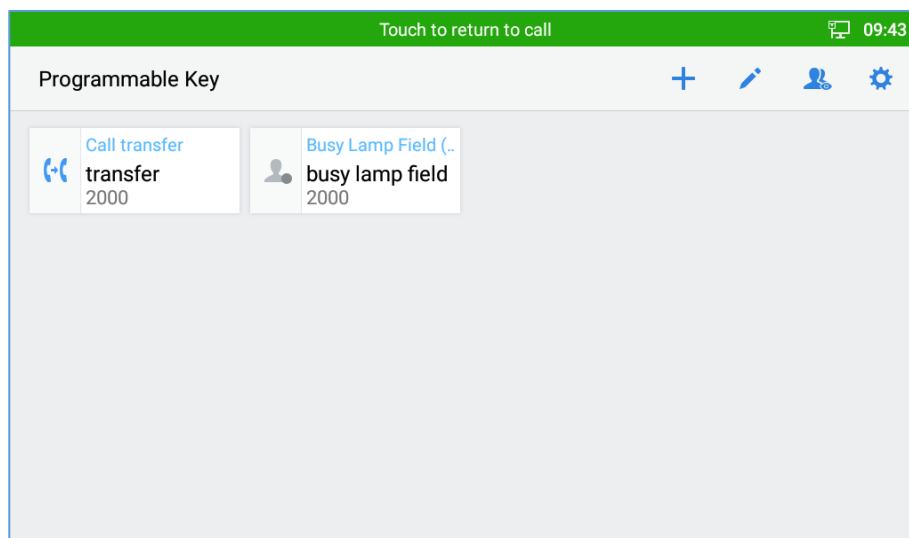 Touch to return to call
09:43
Programmable Key
Call transfer
transfer
2000
Busy Lamp Field (..
busy lamp field
2000